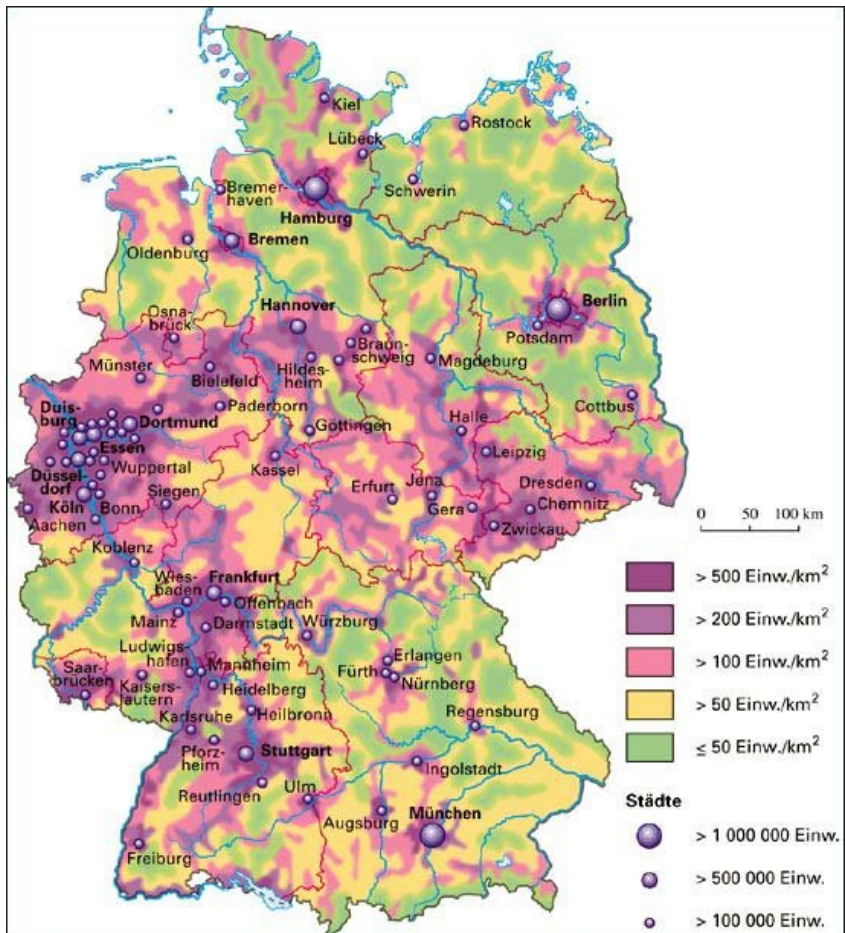 Kiel
Rostock
Lübeck
Schwerin
Bremer-
haven
Hamburg
Bremen
Oldenburg
Berlin
Hannover
Potsdam
Osna-
brück
Braun-
schweig
Magdeburg
Münster
Hildes-
heim
Bielefeld
Paderborn
Cottbus
Duis-
burg
Dortmund
Göttingen
Halle
Essen
Leipzig
Wuppertal
Kassel
Düssel-
dorf
Dresden
Jena
Erfurt
Siegen
Chemnitz
Köln
Bonn
Gera
Zwickau
Aachen
0 50 100 km
Koblenz
Wies-
baden
Frankfurt
Offenbach
> 500 Einw./km²
Mainz
Darmstadt
Würzburg
> 200 Einw./km²
Ludwigs-
hafen
Mannheim
Erlangen
> 100 Einw./km²
Saar-
brücken
Fürth
Nürnberg
Kaisers-
lautern
Heidelberg
> 50 Einw./km²
Karlsruhe
Heilbronn
Regensburg
≤ 50 Einw./km²
Pforz-
heim
Stuttgart
Ingolstadt
Reutlingen
Ulm
Städte
Augsburg
München
> 1 000 000 Einw.
Freiburg
> 500 000 Einw.
> 100 000 Einw.